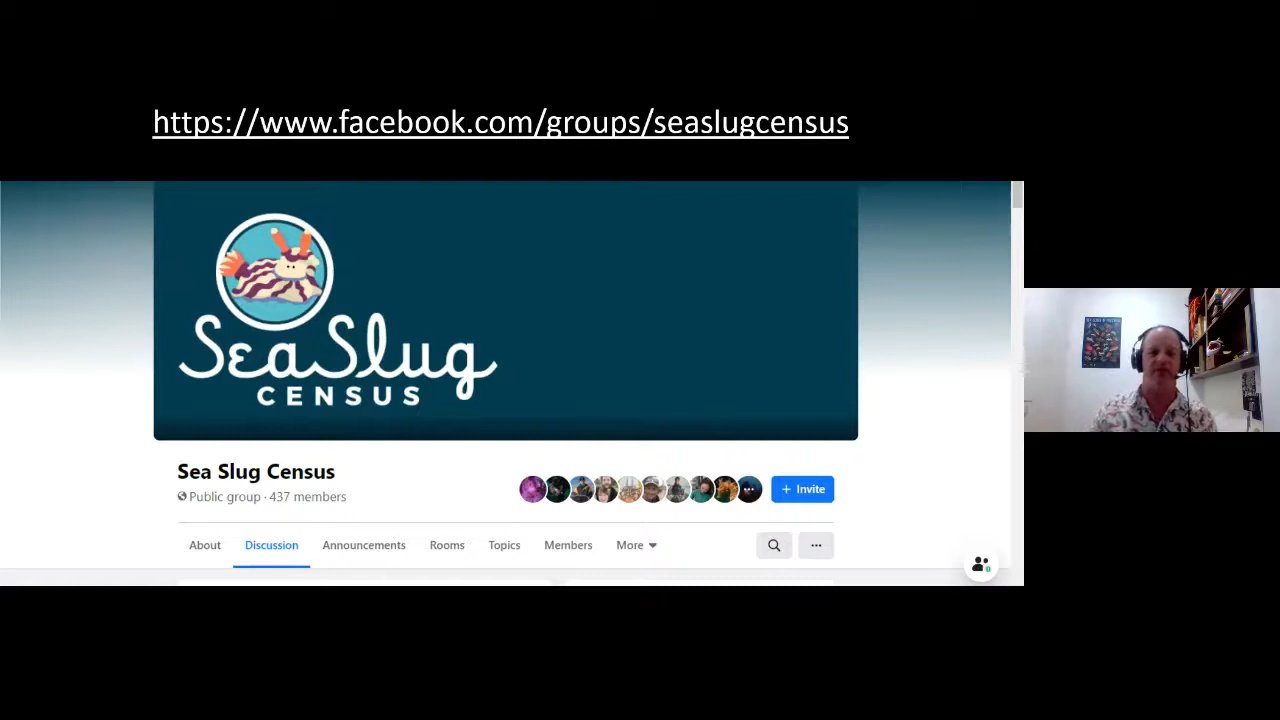 https://www.facebook.com/groups/seaslugcensus
SeaSlug
CENSUS
Sea Slug Census
Public group · 437 members
+ Invite
About Discussion Announcements Rooms Topics Members More